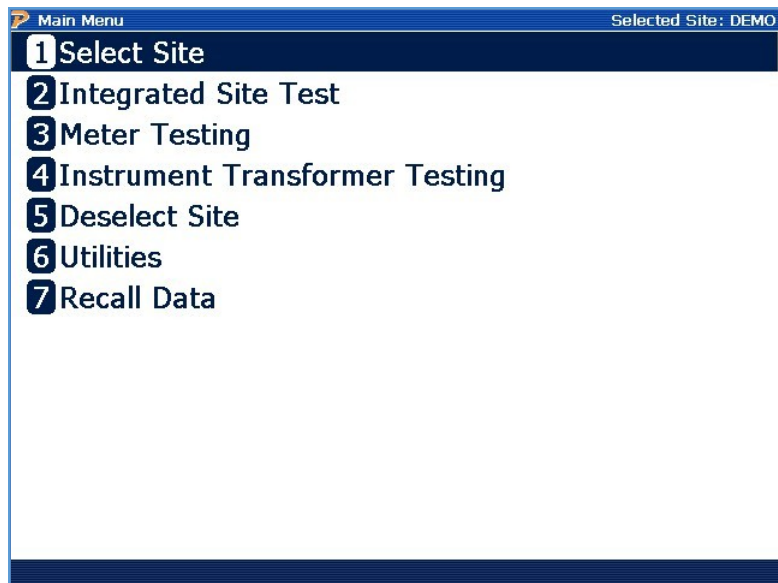 Main Menu Selected Site: DEMO
1 Select Site
2 Integrated Site Test
3 Meter Testing
4 Instrument Transformer Testing
5 Deselect Site
6 Utilities
7 Recall Data